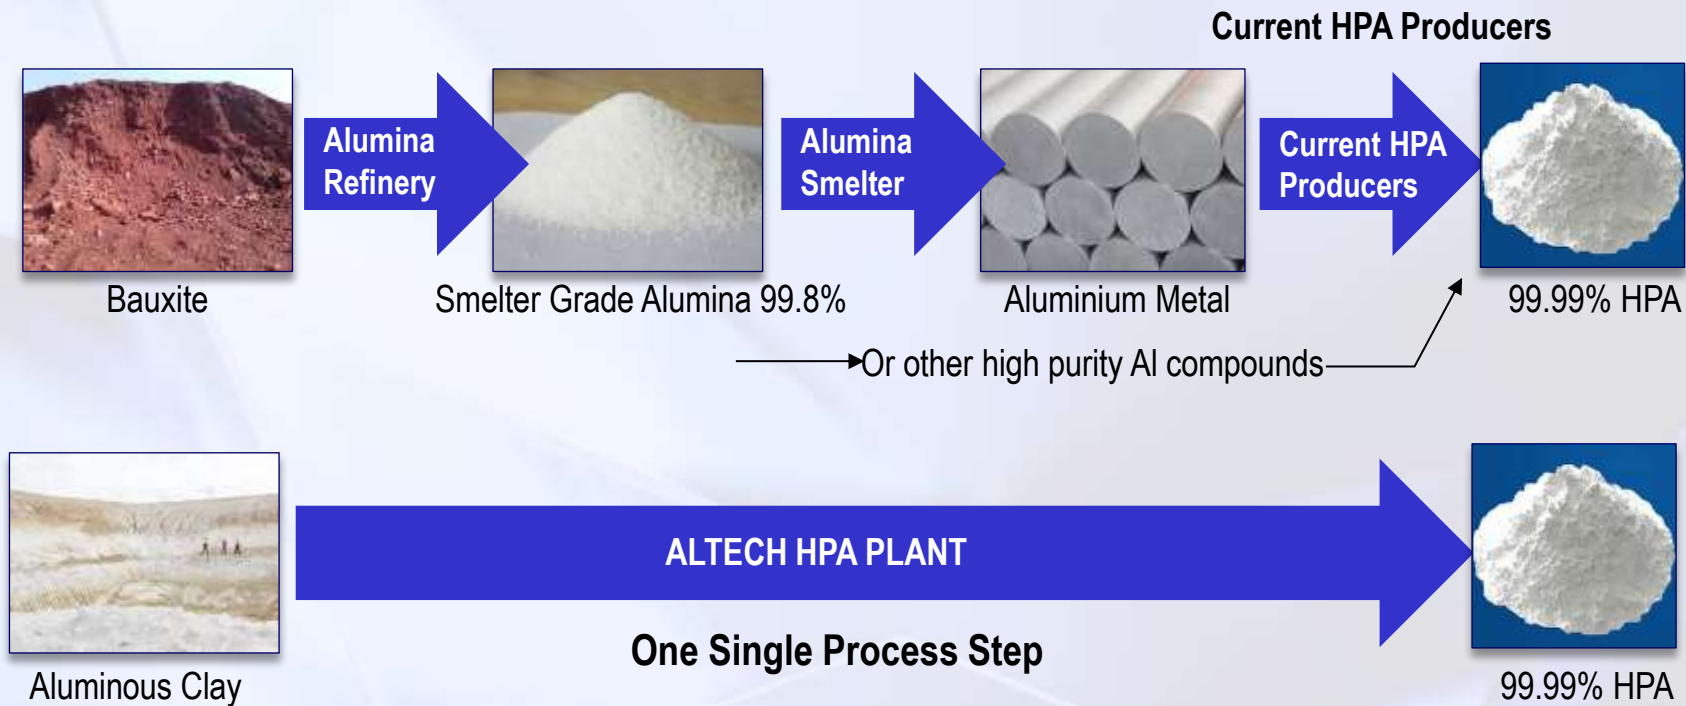 Current HPA Producers
Alumina
Refinery
Alumina
Smelter
Current HPA
Producers
Bauxite
Smelter Grade Alumina 99.8%
Aluminium Metal
99.99% HPA
Or other high purity Al compounds
ALTECH HPA PLANT
One Single Process Step
Aluminous Clay
99.99% HPA